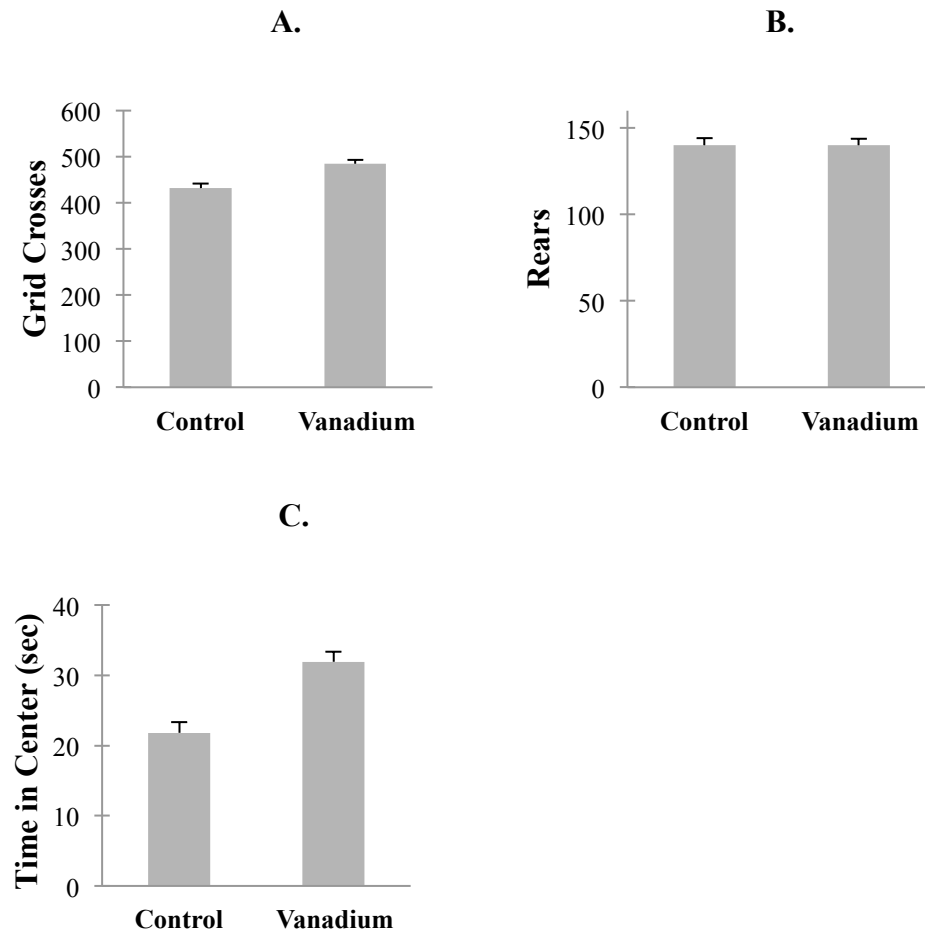 A.
Grid Crosses
600
500
400
300
200
100
0
Control Vanadium
B.
Rears
150
100
50
0
Control Vanadium
C.
Time in Center (sec)
40
30
20
10
0
Control Vanadium